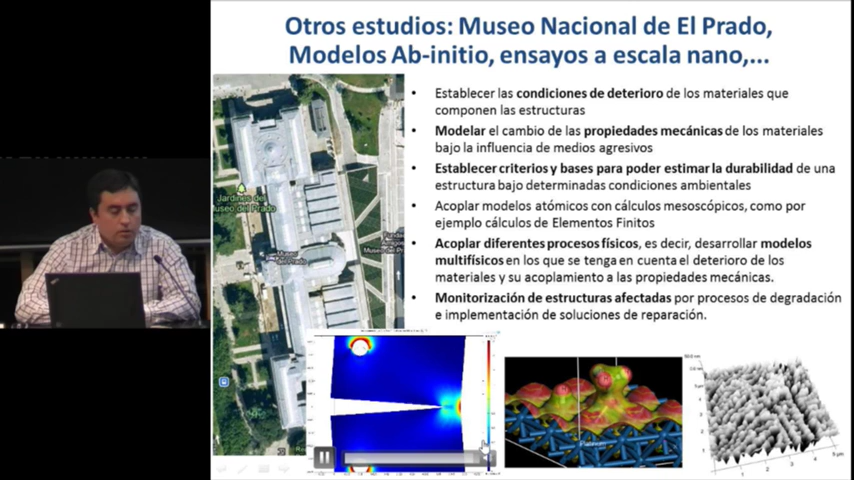 Otros estudios: Museo Nacional de El Prado,
Modelos Ab-initio, ensayos a escala nano,...
• Establecer las condiciones de deterioro de los materiales que
componen las estructuras
• Modelar el cambio de las propiedades mecánicas de los materiales
bajo la influencia de medios agresivos
• Establecer criterios y bases para poder estimar la durabilidad de una
estructura bajo determinadas condiciones ambientales
• Acoplar modelos atómicos con cálculos mesoscópicos, como por
ejemplo cálculos de Elementos Finitos
• Acoplar diferentes procesos físicos, es decir, desarrollar modelos
multifísicos en los que se tenga en cuenta el deterioro de los
materiales y su acoplamiento a las propiedades mecánicas.
• Monitorización de estructuras afectadas por procesos de degradación
e implementación de soluciones de reparación.
Jardines del
Museo del Prado
Museo